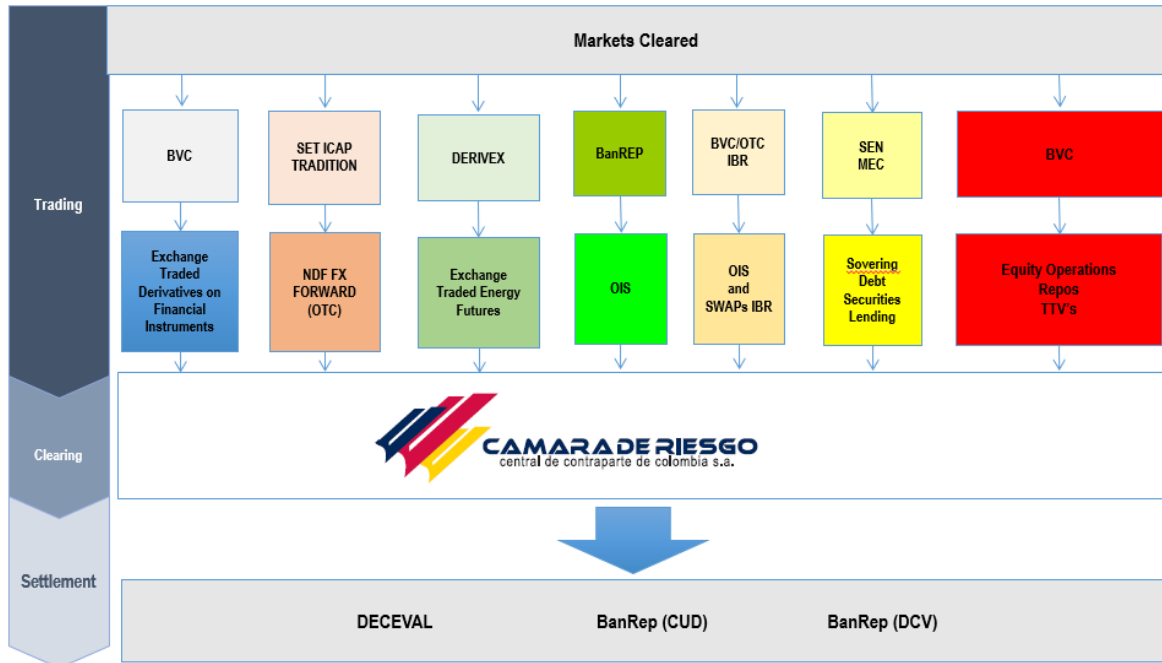 Markets Cleared
Trading
BVC
SET ICAP
TRADITION
DERIVEX
BanREP
BVC/OTC
IBR
SEN
MEC
BVC
Exchange
Traded
Derivatives on
Financial
Instruments
NDF FX
FORWARD
(OTC)
Exchange
Traded Energy
Futures
OIS
OIS
and
SWAPs IBR
Sovering
Debt
Securities
Lending
Equity Operations
Repos
TTV's
Clearing
CAMARA DE RIESGO
central de contraparte de colombia s.a.
Settlement
DECEVAL
BanRep (CUD)
BanRep (DCV)